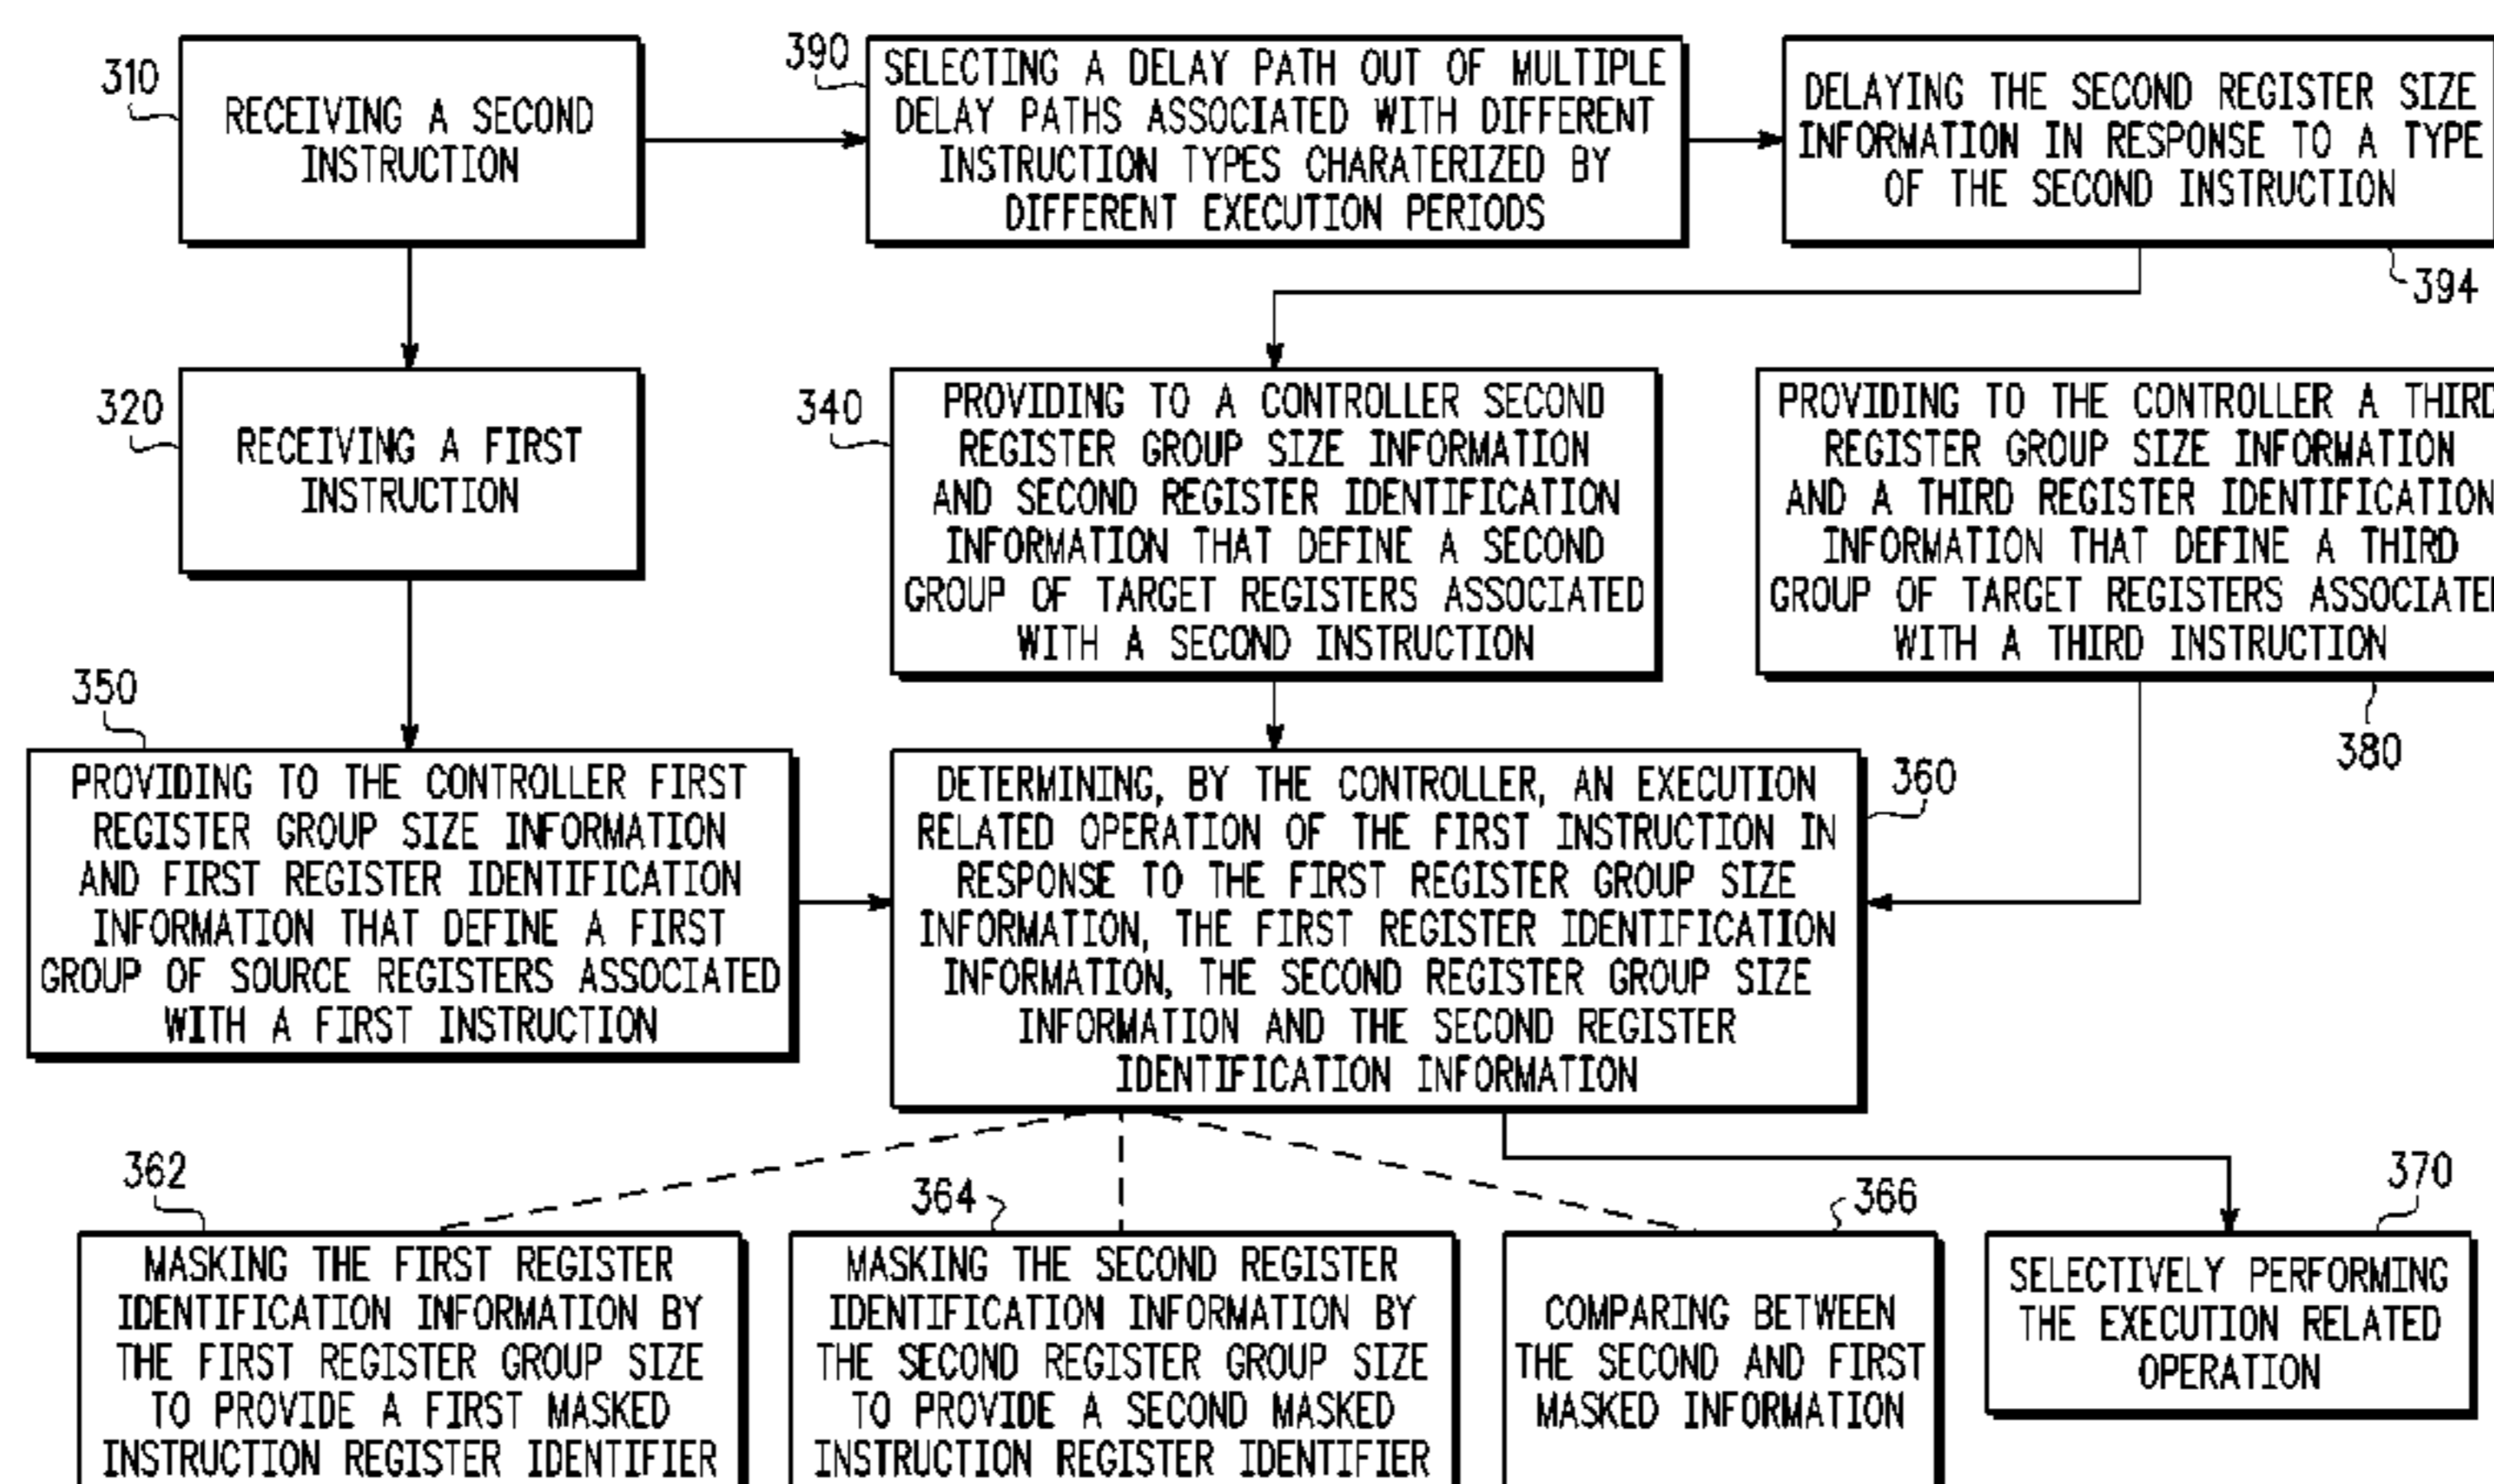 310
RECEIVING A SECOND
INSTRUCTION
390
SELECTING A DELAY PATH OUT OF MULTIPLE
DELAY PATHS ASSOCIATED WITH DIFFERENT
INSTRUCTION TYPES CHARATERIZED BY
DIFFERENT EXECUTION PERIODS
DELAYING THE SECOND REGISTER SIZE
INFORMATION IN RESPONSE TO A TYPE
OF THE SECOND INSTRUCTION
394
320
RECEIVING A FIRST
INSTRUCTION
340
PROVIDING TO A CONTROLLER SECOND
REGISTER GROUP SIZE INFORMATION
AND SECOND REGISTER IDENTIFICATION
INFORMATION THAT DEFINE A SECOND
GROUP OF TARGET REGISTERS ASSOCIATED
WITH A SECOND INSTRUCTION
PROVIDING TO THE CONTROLLER A THIRD
REGISTER GROUP SIZE INFORMATION
AND A THIRD REGISTER IDENTIFICATION
INFORMATION THAT DEFINE A THIRD
GROUP OF TARGET REGISTERS ASSOCIATED
WITH A THIRD INSTRUCTION
380
350
PROVIDING TO THE CONTROLLER FIRST
REGISTER GROUP SIZE INFORMATION
AND FIRST REGISTER IDENTIFICATION
INFORMATION THAT DEFINE A FIRST
GROUP OF SOURCE REGISTERS ASSOCIATED
WITH A FIRST INSTRUCTION
360
DETERMINING, BY THE CONTROLLER, AN EXECUTION
RELATED OPERATION OF THE FIRST INSTRUCTION IN
RESPONSE TO THE FIRST REGISTER GROUP SIZE
INFORMATION, THE FIRST REGISTER IDENTIFICATION
INFORMATION, THE SECOND REGISTER GROUP SIZE
INFORMATION AND THE SECOND REGISTER
IDENTIFICATION INFORMATION
362
MASKING THE FIRST REGISTER
IDENTIFICATION INFORMATION BY
THE FIRST REGISTER GROUP SIZE
TO PROVIDE A FIRST MASKED
INSTRUCTION REGISTER IDENTIFIER
364
MASKING THE SECOND REGISTER
IDENTIFICATION INFORMATION BY
THE SECOND REGISTER GROUP SIZE
TO PROVIDE A SECOND MASKED
INSTRUCTION REGISTER IDENTIFIER
366
COMPARING BETWEEN
THE SECOND AND FIRST
MASKED INFORMATION
370
SELECTIVELY PERFORMING
THE EXECUTION RELATED
OPERATION